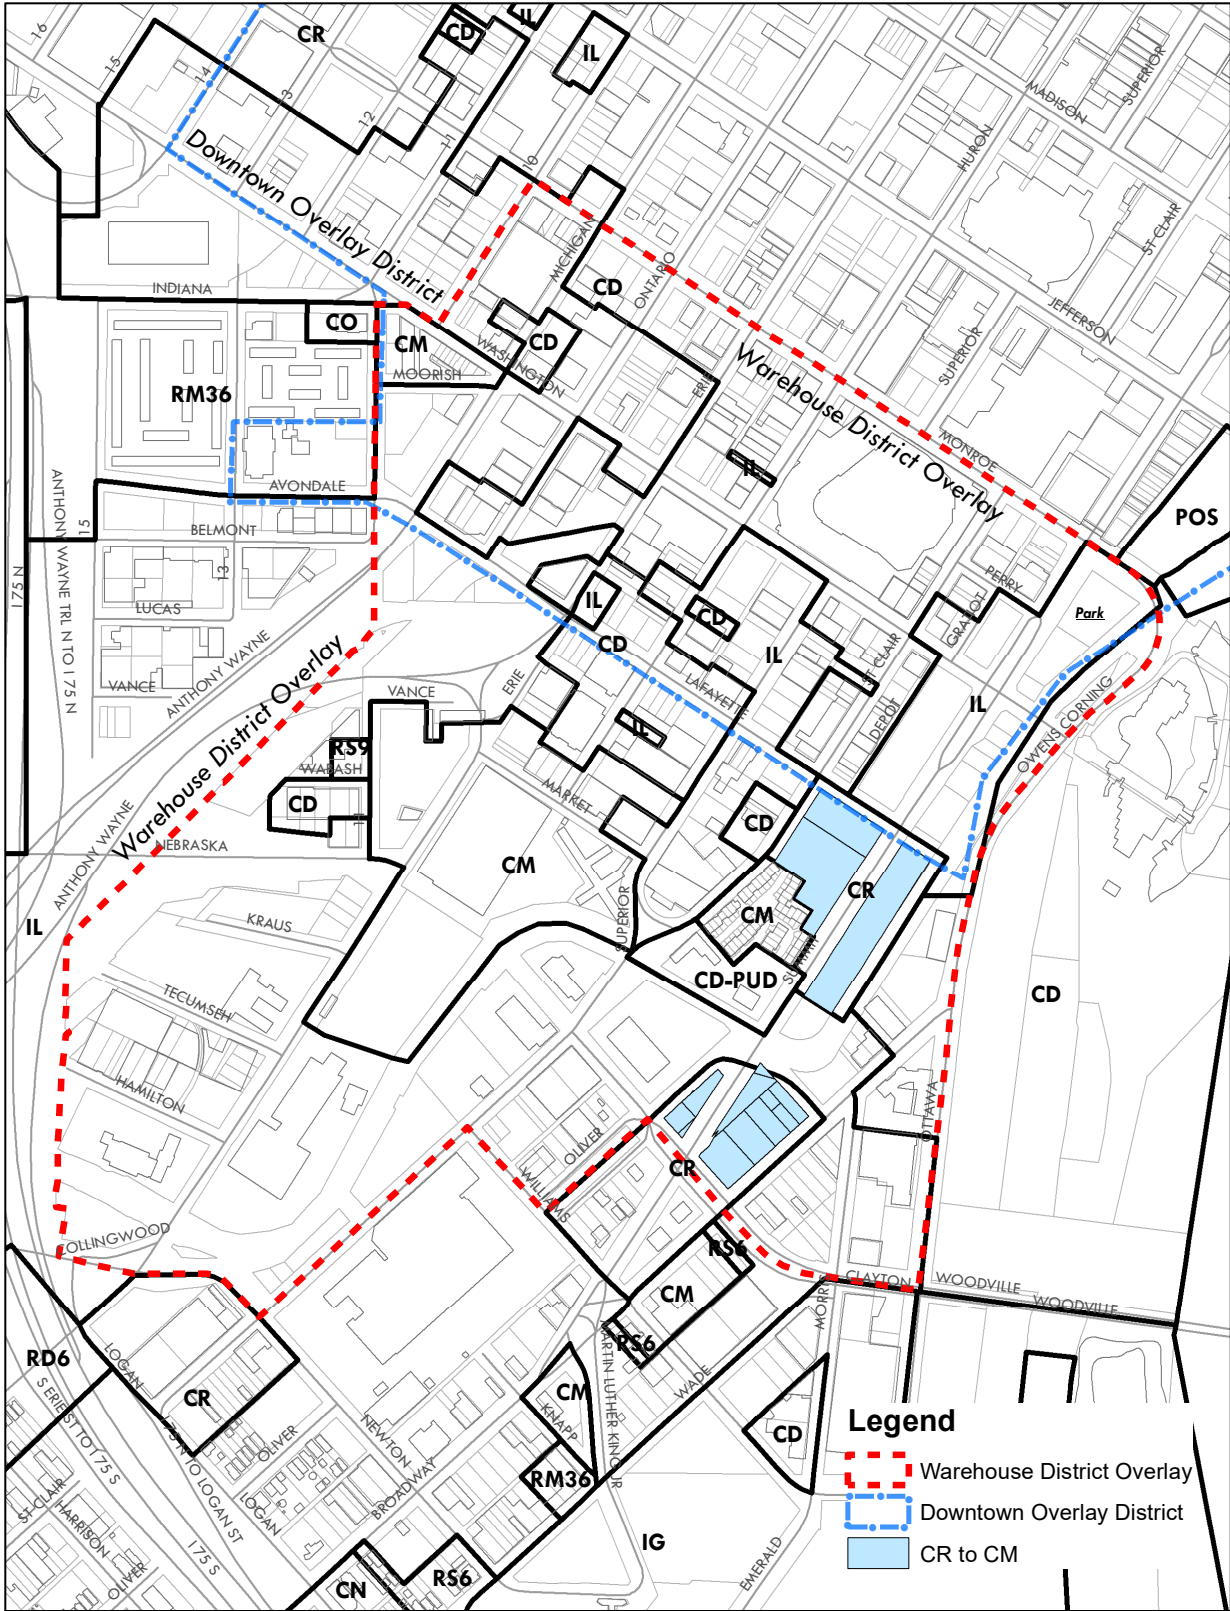 16
15
14
3
12
11
10
CR
CD
IL
IL
MADISON
SUPERIOR
HURON
ST CLAIR
JEFFERSON
Downtown Overlay District
INDIANA
MICHIGAN
CD
ONTARIO
CO
CM
WASHINGTON
CD
MOORISH
RM36
ERIE
SUPERIOR
Warehouse District Overlay
MONROE
IL
POS
AVONDALE
BELMONT
15
13
ANTHONY WAYNE TRL N TO I 75 N
I 75 N
LUCAS
VANCE
ANTHONY WAYNE
Warehouse District Overlay
IL
CD
CD
IL
PERRY
GRADOT
Park
ST CLAIR
LAFAYETTE
DEPOT
IL
OWENS CORNING
VANCE
ERIE
IL
RS9
WABASH
CD
11
MARKET
CD
NEBRASKA
ANTHONY WAYNE
CM
CR
IL
KRAUS
SUPERIOR
CM
SUMMIT
CD-PUD
CD
TECUMSEH
HAMILTON
OTTAWA
OLIVER
WILLIAMS
CR
COLLINGWOOD
RS6
CLAYTON
WOODVILLE
WOODVILLE
CM
MORRIS
RS6
RD6
LOGAN
CR
S ERIE ST TO I 75 S
I 75 N TO LOGAN ST
CM
KNAPP
MARTIN LUTHER KING JR
WADE
CD
NEWTON
OLIVER
BROADWAY
LOGAN
RM36
ST CLAIR
HARRISON
OLIVER
I 75 S
CN
RS6
IG
EMERALD
Legend
Warehouse District Overlay
Downtown Overlay District
CR to CM